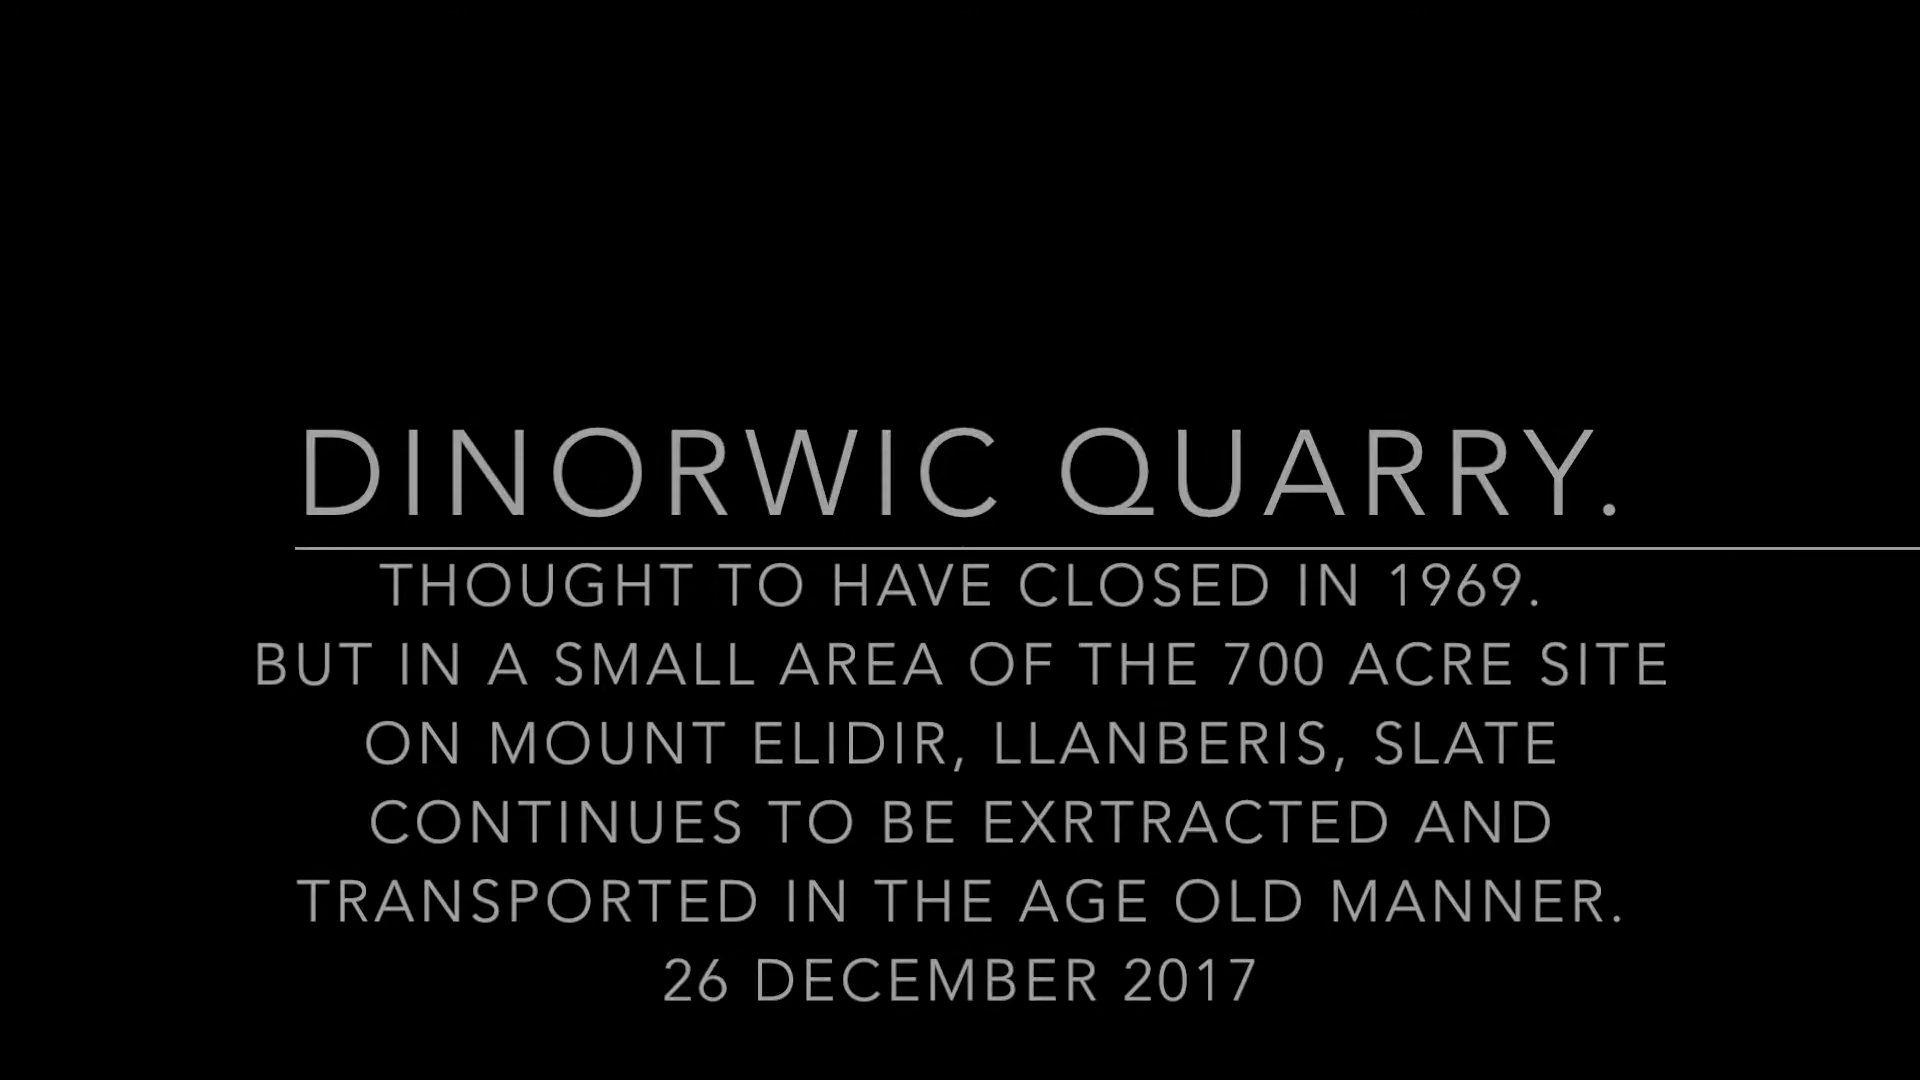 DINORWIC QUARRY.
THOUGHT TO HAVE CLOSED IN 1969.
BUT IN A SMALL AREA OF THE 700 ACRE SITE
ON MOUNT ELIDIR, LLANBERIS, SLATE
CONTINUES TO BE EXRTRACTED AND
TRANSPORTED IN THE AGE OLD MANNER.
26 DECEMBER 2017